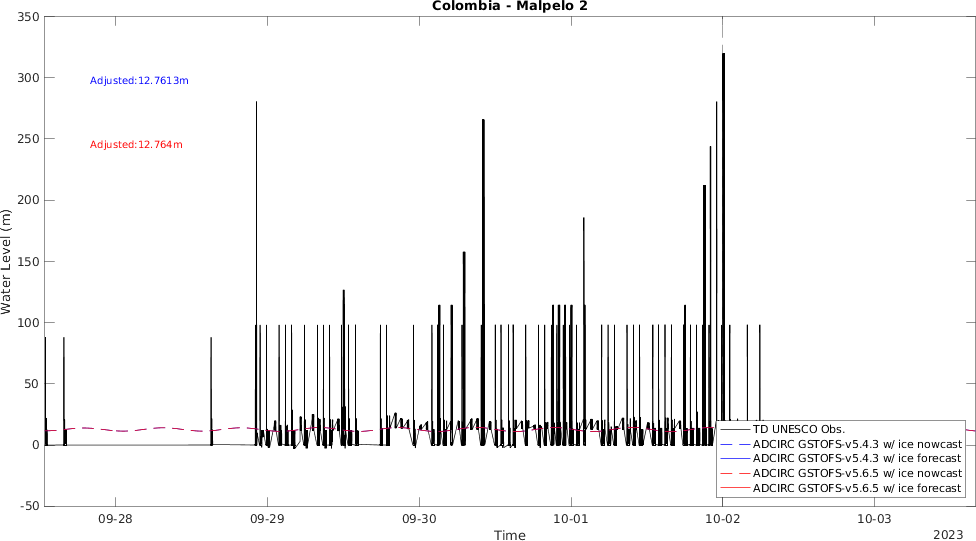 Colombia - Malpelo 2
350
300
250
200
150
100
50
0
-50
Water Level (m)
Adjusted:12.7613m
Adjusted:12.764m
TD UNESCO Obs.
ADCIRC GSTOFS-v5.4.3 w/ ice nowcast
ADCIRC GSTOFS-v5.4.3 w/ ice forecast
ADCIRC GSTOFS-v5.6.5 w/ ice nowcast
ADCIRC GSTOFS-v5.6.5 w/ ice forecast
09-28 09-29 09-30 10-01 10-02 10-03
Time
2023